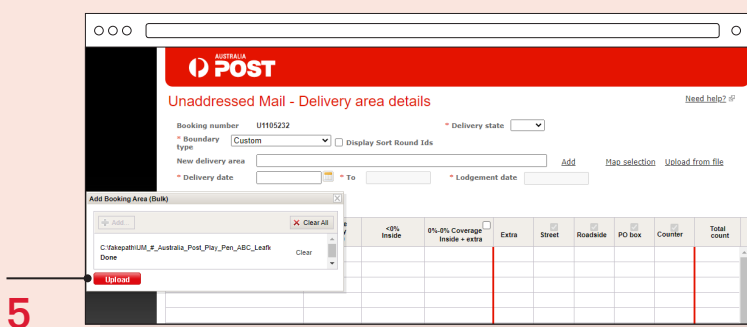 AUSTRALIA
POST
Unaddressed Mail - Delivery area details
Need help?
Booking number U1105232
* Delivery state
* Boundary type Custom
Display Sort Round Ids
New delivery area
Add Map selection Upload from file
* Delivery date * To * Lodgement date
Add Booking Area (Bulk)
Add...
Clear All
C:\fakepath\UM_#_Australia_Post_Play_Pen_ABC_Leafl
Done
Clear
Upload
<0% Inside
0%-0% Coverage Inside + extra
Extra
Street
Roadside
PO box
Counter
Total count
5